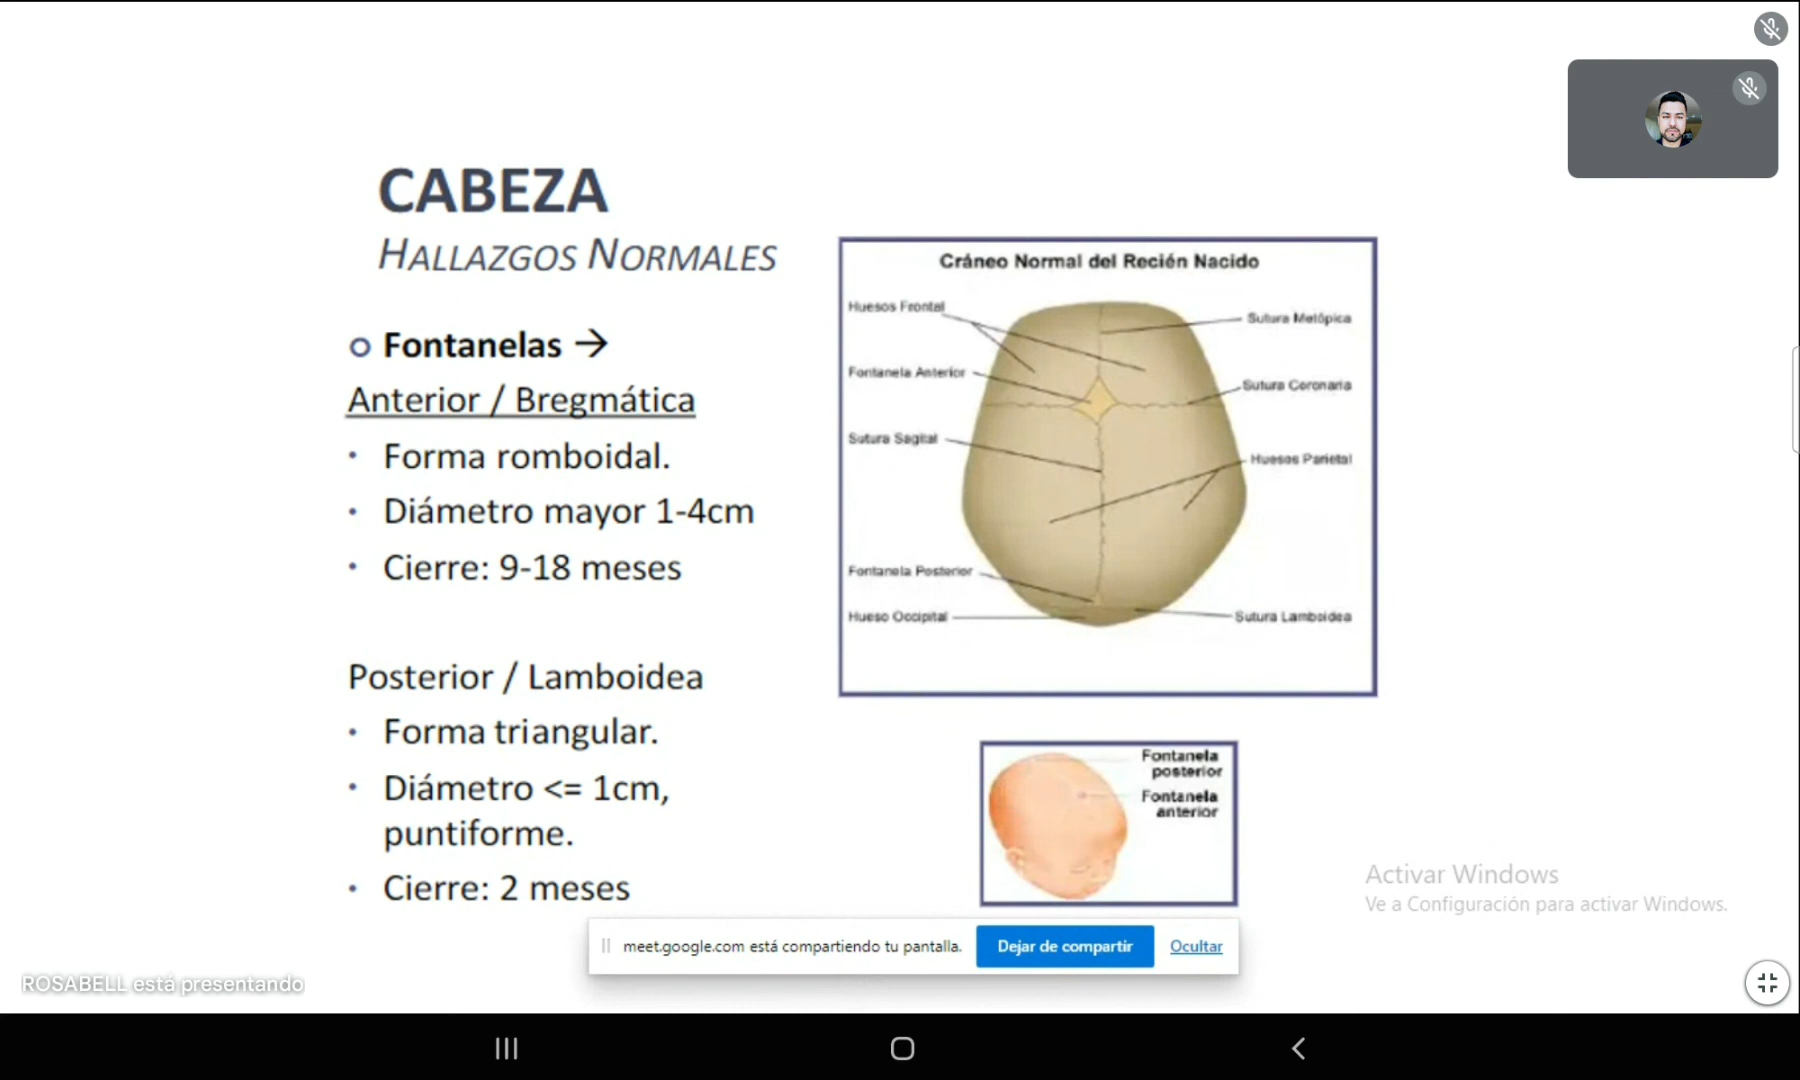 CABEZA
HALLAZGOS NORMALES
Fontanelas →
Anterior / Bregmática
• Forma romboidal.
• Diámetro mayor 1-4cm
• Cierre: 9-18 meses
Posterior / Lamboidea
• Forma triangular.
• Diámetro <= 1cm,
puntiforme.
• Cierre: 2 meses
Cráneo Normal del Recién Nacido
Huesos Frontal
Sutura Metópica
Fontanela Anterior
Sutura Coronaria
Sutura Sagital
Huesos Parietal
Fontanela Posterior
Hueso Occipital
Sutura Lamboidea
Fontanela
posterior
Fontanela
anterior
Activar Windows
Ve a Configuración para activar Windows.
meet.google.com está compartiendo tu pantalla.
Dejar de compartir
Ocultar
ROSABELL está presentando